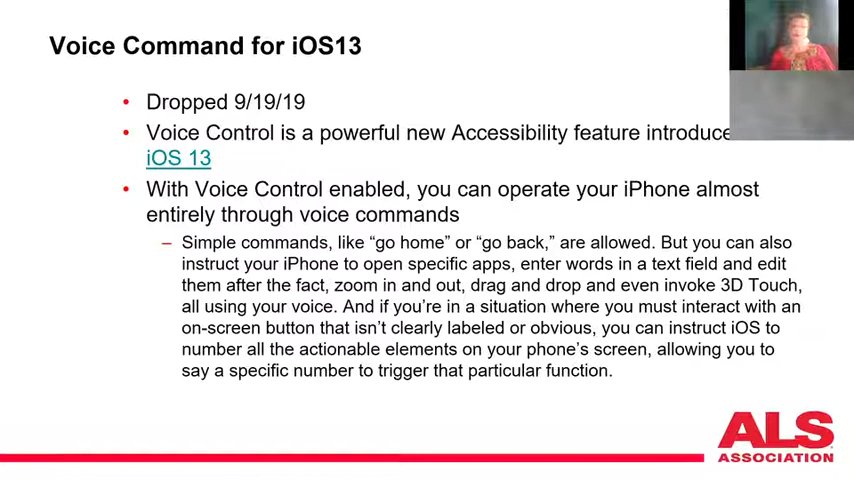 Voice Command for iOS13
• Dropped 9/19/19
• Voice Control is a powerful new Accessibility feature
iOS 13
• With Voice Control enabled, you can operate your iPhone almost
entirely through voice commands
– Simple commands, like “go home” or “go back,” are allowed. But you can also
instruct your iPhone to open specific apps, enter words in a text field and edit
them after the fact, zoom in and out, drag and drop and even invoke 3D Touch,
all using your voice. And if you’re in a situation where you must interact with an
on-screen button that isn’t clearly labeled or obvious, you can instruct iOS to
number all the actionable elements on your phone’s screen, allowing you to
say a specific number to trigger that particular function.
ALS
ASSOCIATION